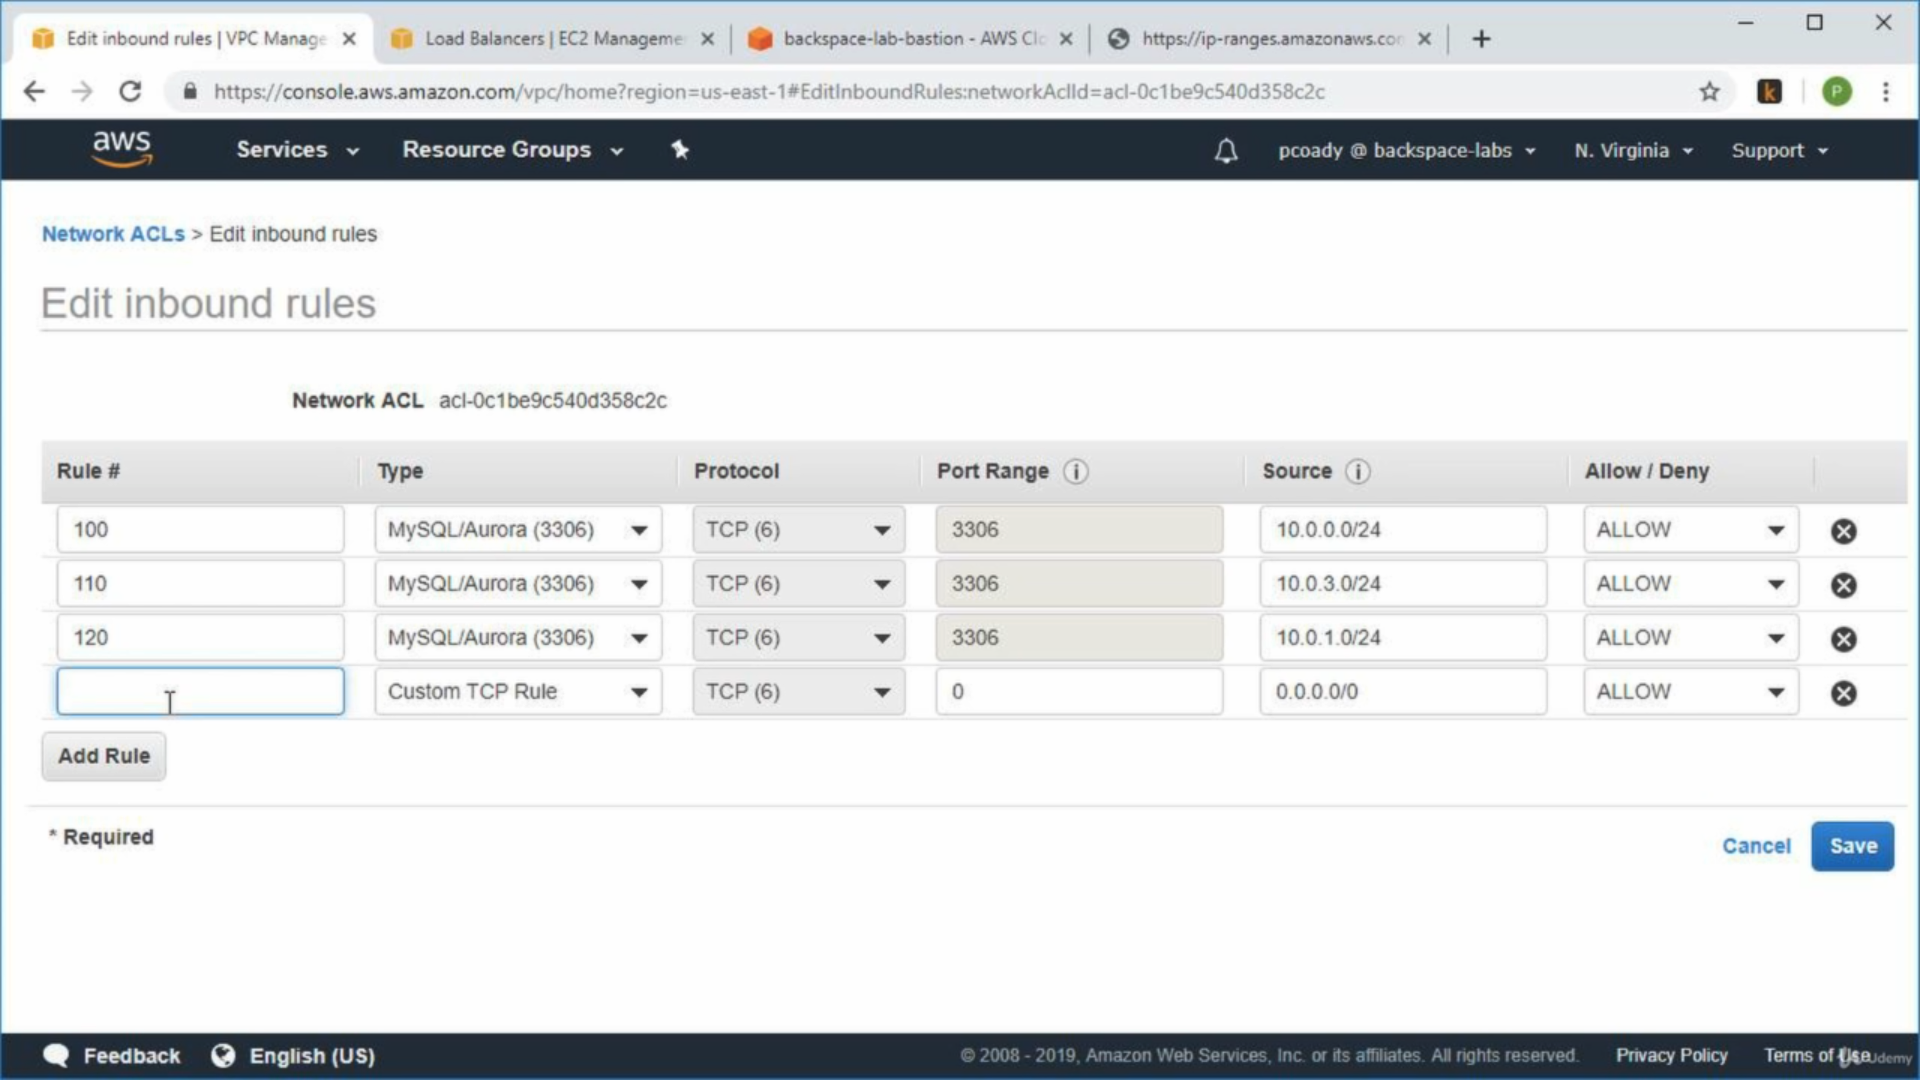 Edit inbound rules | VPC Manage
Load Balancers | EC2 Manageme
backspace-lab-bastion - AWS Clo
https://ip-ranges.amazonaws.co
https://console.aws.amazon.com/vpc/home?region=us-east-1#EditInboundRules:networkAclId=acl-0c1be9c540d358c2c
k
P
aws
Services
Resource Groups
pcoady @ backspace-labs
N. Virginia
Support
Network ACLs > Edit inbound rules
Edit inbound rules
Network ACL acl-0c1be9c540d358c2c
Rule # Type Protocol Port Range i Source i Allow / Deny
100 MySQL/Aurora (3306) TCP (6) 3306 10.0.0.0/24 ALLOW
110 MySQL/Aurora (3306) TCP (6) 3306 10.0.3.0/24 ALLOW
120 MySQL/Aurora (3306) TCP (6) 3306 10.0.1.0/24 ALLOW
Custom TCP Rule TCP (6) 0 0.0.0.0/0 ALLOW
Add Rule
* Required
Cancel
Save
Feedback
English (US)
© 2008 - 2019, Amazon Web Services, Inc. or its affiliates. All rights reserved.
Privacy Policy
Terms of Use
Udemy